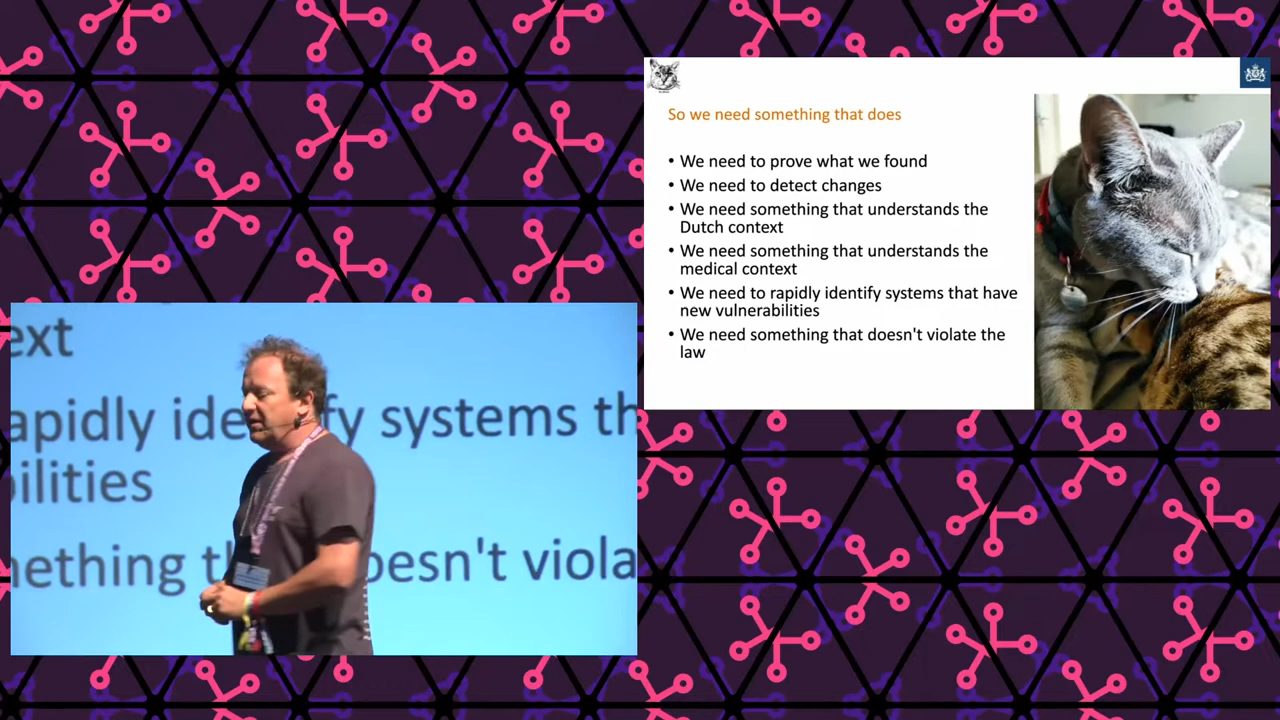 So we need something that does
• We need to prove what we found
• We need to detect changes
• We need something that understands the
Dutch context
• We need something that understands the
medical context
• We need to rapidly identify systems that have
new vulnerabilities
• We need something that doesn't violate the
law
ext
apidly identify systems th
ilities
ething t oesn't viola